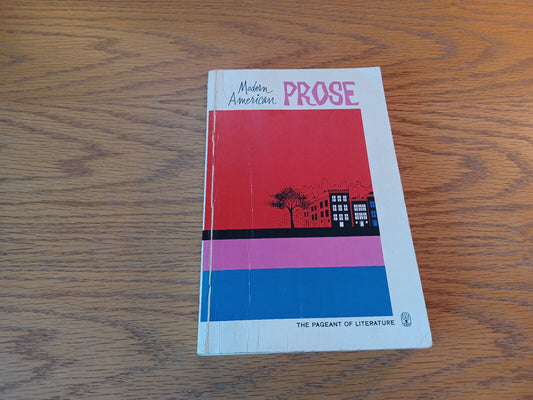 Modern
American PROSE
THE PAGEANT OF LITERATURE